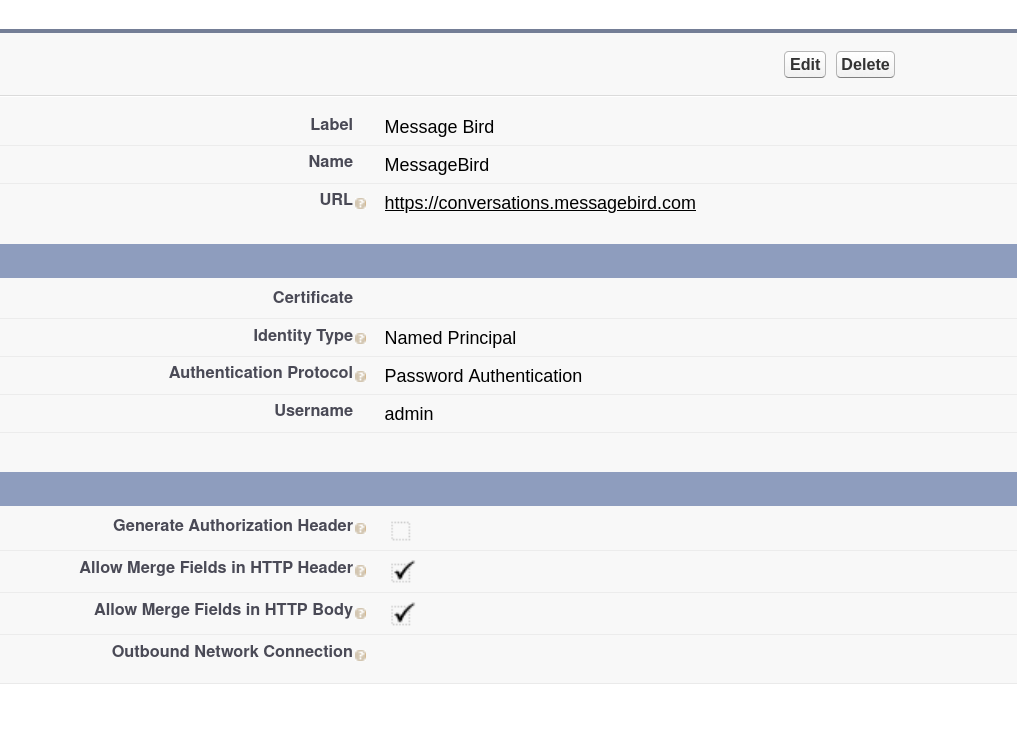 Edit Delete
Label Message Bird
Name MessageBird
URL ? https://conversations.messagebird.com
Certificate
Identity Type ? Named Principal
Authentication Protocol ? Password Authentication
Username admin
Generate Authorization Header ?
Allow Merge Fields in HTTP Header ?
Allow Merge Fields in HTTP Body ?
Outbound Network Connection ?